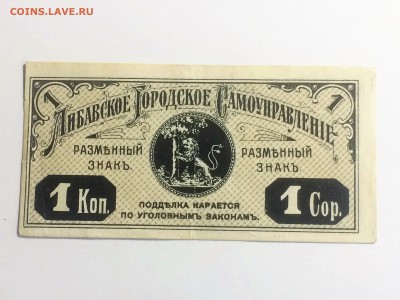 COINS.LAVE.RU
1 1
Либавское Городское Самоуправленіе
РАЗМѢННЫЙ ЗНАКЪ.
РАЗМѢННЫЙ ЗНАКЪ
1 Коп.
ПОДДѢЛКА КАРАЕТСЯ
ПО УГОЛОВНЫМЪ ЗАКОНАМЪ.
1 Сор.